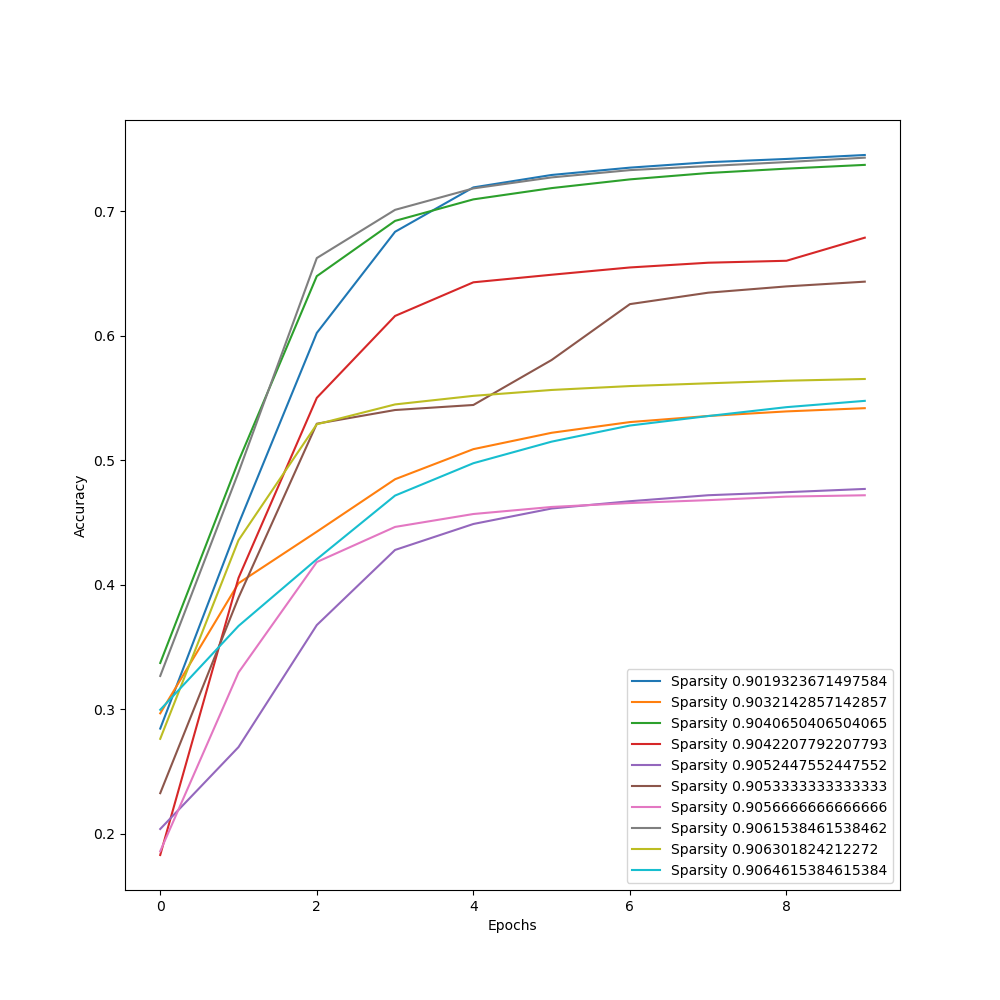 0.7
0.6
0.5
0.4
0.3
0.2
Accuracy
0 2 4 6 8
Epochs
Sparsity 0.9019323671497584
Sparsity 0.9032142857142857
Sparsity 0.9040650406504065
Sparsity 0.9042207792207793
Sparsity 0.9052447552447552
Sparsity 0.9053333333333333
Sparsity 0.9056666666666666
Sparsity 0.9061538461538462
Sparsity 0.906301824212272
Sparsity 0.9064615384615384